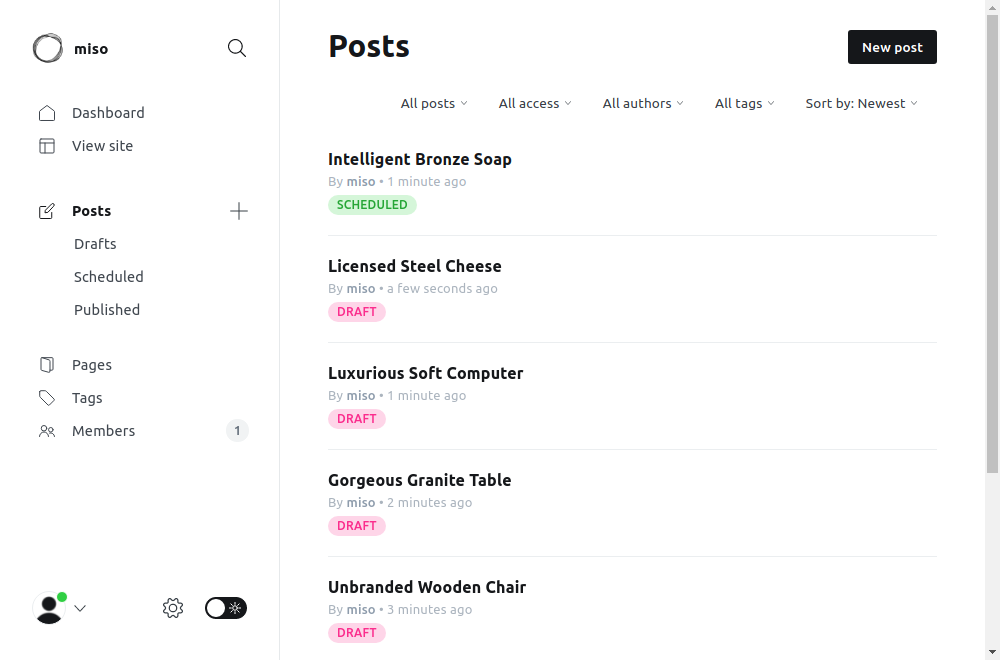 miso
Dashboard
View site
Posts
Drafts
Scheduled
Published
Pages
Tags
Members 1
Posts
New post
All posts All access All authors All tags Sort by: Newest
Intelligent Bronze Soap
By miso • 1 minute ago
SCHEDULED
Licensed Steel Cheese
By miso • a few seconds ago
DRAFT
Luxurious Soft Computer
By miso • 1 minute ago
DRAFT
Gorgeous Granite Table
By miso • 2 minutes ago
DRAFT
Unbranded Wooden Chair
By miso • 3 minutes ago
DRAFT